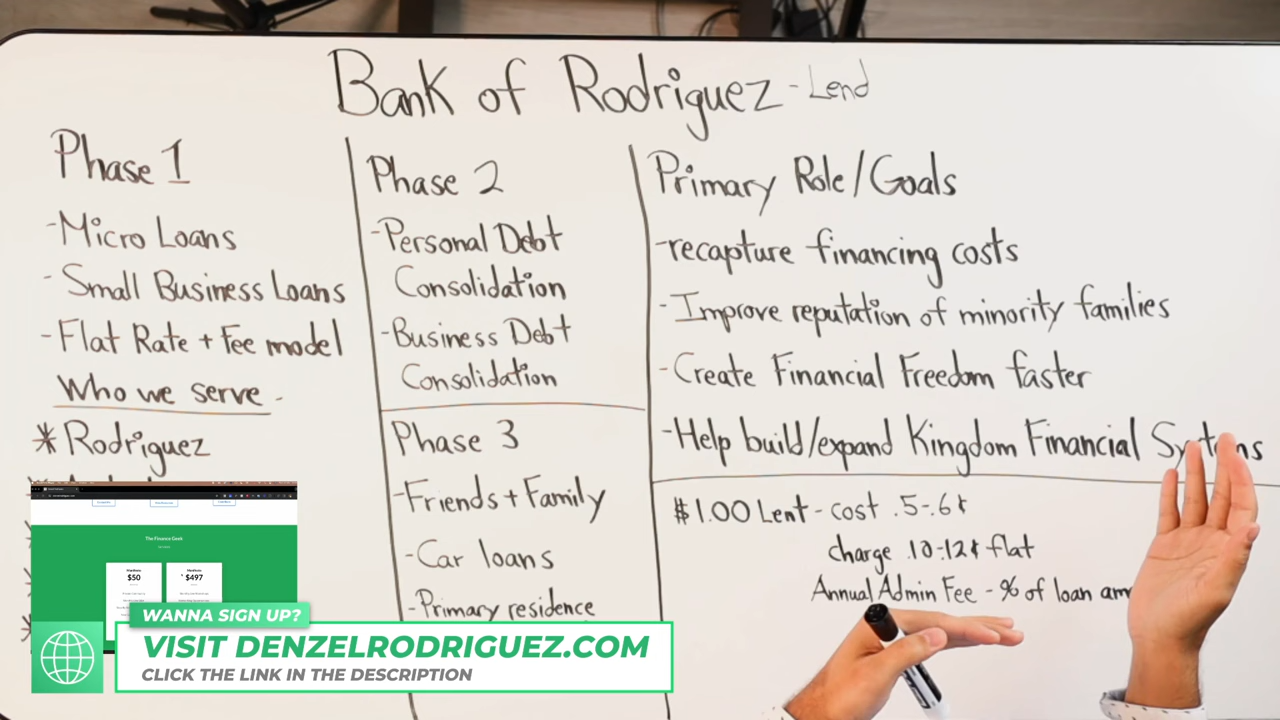 Bank of Rodriguez - Lend
Phase 1
-Micro Loans
- Small Business Loans
- Flat Rate + Fee model
Who we serve -
* Rodriguez
Phase 2
-Personal Debt
Consolidation
-Business Debt
Consolidation
Phase 3
-Friends + Family
-Car loans
-Primary residence
Primary Role/Goals
-recapture financing costs
-Improve reputation of minority families
-Create Financial Freedom faster
-Help build/expand Kingdom Financial Systems
$1.00 Lent - cost .5-.6¢
charge .10-.12¢ flat
Annual Admin Fee - % of loan am
The Finance Geek
$50
$497
WANNA SIGN UP?
VISIT DENZELRODRIGUEZ.COM
CLICK THE LINK IN THE DESCRIPTION